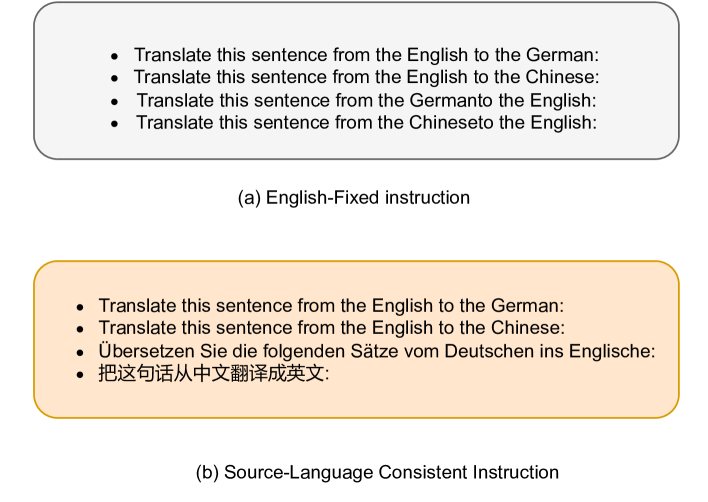 • Translate this sentence from the English to the German:
• Translate this sentence from the English to the Chinese:
• Translate this sentence from the Germanto the English:
• Translate this sentence from the Chineseto the English:
(a) English-Fixed instruction
• Translate this sentence from the English to the German:
• Translate this sentence from the English to the Chinese:
• Übersetzen Sie die folgenden Sätze vom Deutschen ins Englische:
• 把这句话从中文翻译成英文:
(b) Source-Language Consistent Instruction